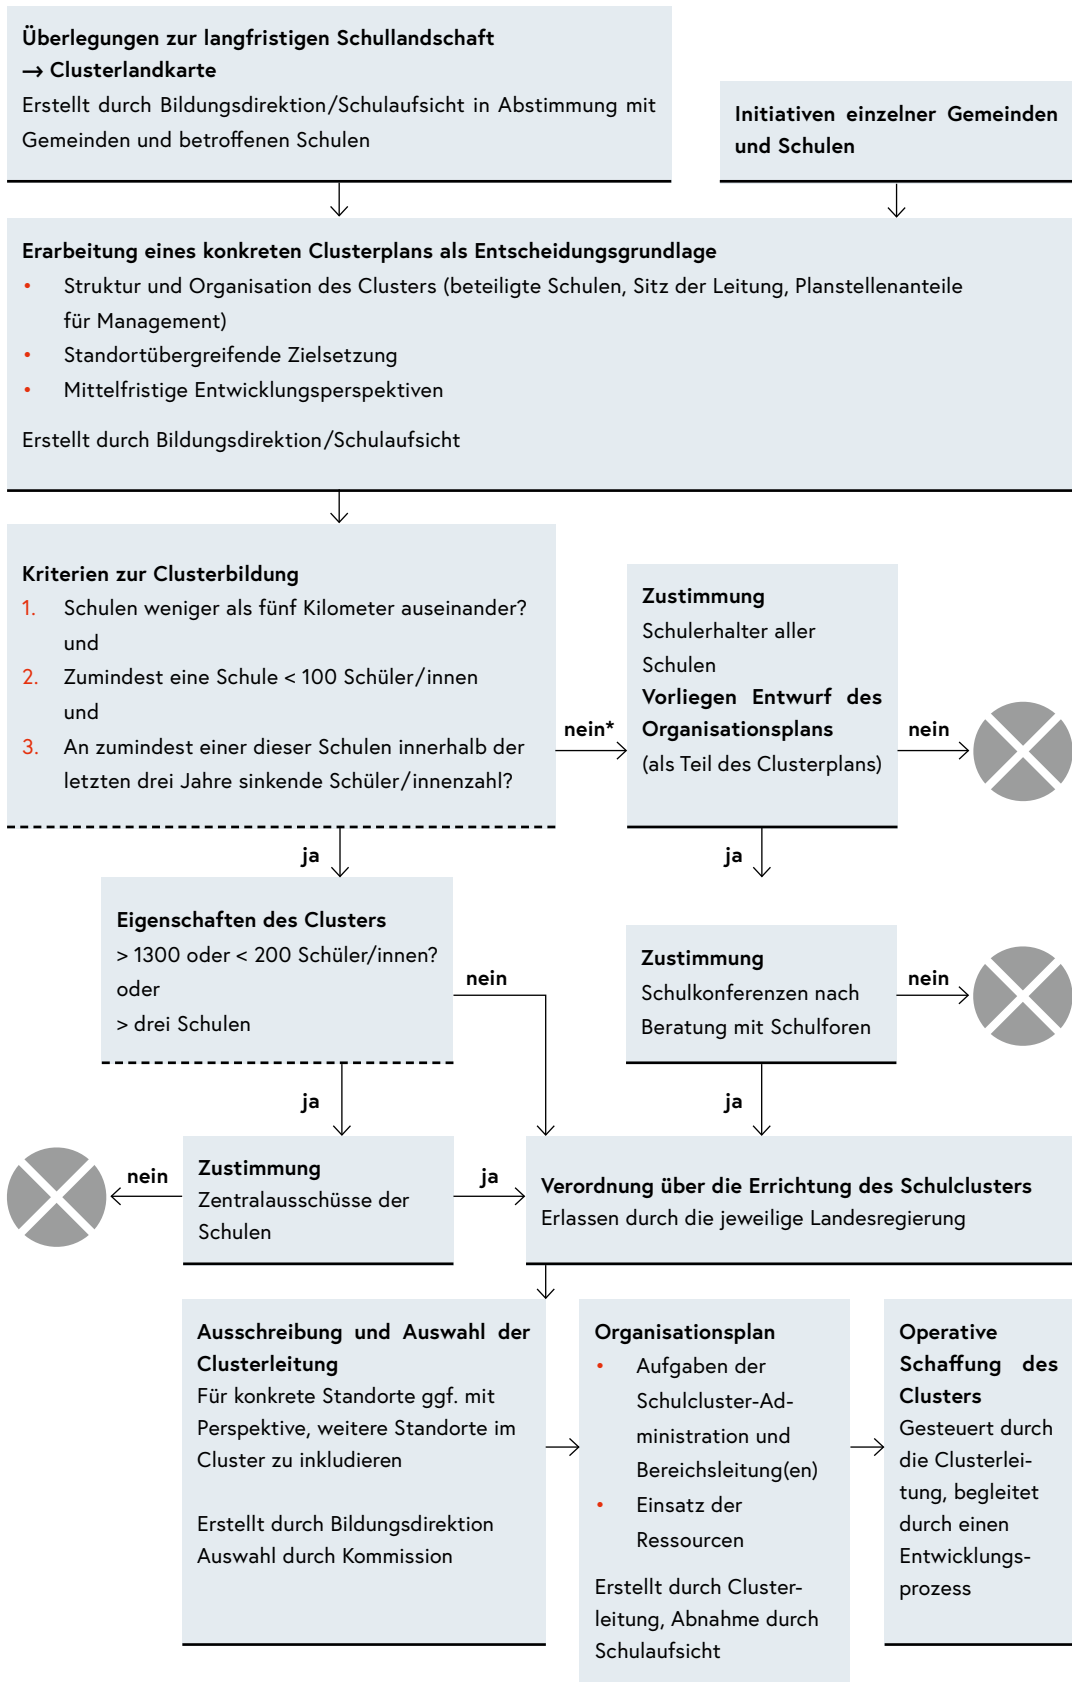 Überlegungen zur langfristigen Schullandschaft
→ Clusterlandkarte
Erstellt durch Bildungsdirektion/Schulaufsicht in Abstimmung mit
Gemeinden und betroffenen Schulen
Initiativen einzelner Gemeinden
und Schulen
Erarbeitung eines konkreten Clusterplans als Entscheidungsgrundlage
• Struktur und Organisation des Clusters (beteiligte Schulen, Sitz der Leitung, Planstellenanteile
für Management)
• Standortübergreifende Zielsetzung
• Mittelfristige Entwicklungsperspektiven
Erstellt durch Bildungsdirektion/Schulaufsicht
Kriterien zur Clusterbildung
1. Schulen weniger als fünf Kilometer auseinander?
und
2. Zumindest eine Schule < 100 Schüler/innen
und
3. An zumindest einer dieser Schulen innerhalb der
letzten drei Jahre sinkende Schüler/innenzahl?
nein*
Zustimmung
Schulerhalter aller
Schulen
Vorliegen Entwurf des
Organisationsplans
(als Teil des Clusterplans)
nein
ja
ja
Eigenschaften des Clusters
> 1300 oder < 200 Schüler/innen?
oder
> drei Schulen
nein
Zustimmung
Schulkonferenzen nach
Beratung mit Schulforen
nein
ja
ja
nein
Zustimmung
Zentralausschüsse der
Schulen
ja
Verordnung über die Errichtung des Schulclusters
Erlassen durch die jeweilige Landesregierung
Ausschreibung und Auswahl der
Clusterleitung
Für konkrete Standorte ggf. mit
Perspektive, weitere Standorte im
Cluster zu inkludieren
Erstellt durch Bildungsdirektion
Auswahl durch Kommission
Organisationsplan
• Aufgaben der
Schulcluster-Ad-
ministration und
Bereichsleitung(en)
• Einsatz der
Ressourcen
Erstellt durch Cluster-
leitung, Abnahme durch
Schulaufsicht
Operative
Schaffung des
Clusters
Gesteuert durch
die Clusterlei-
tung, begleitet
durch einen
Entwicklungs-
prozess